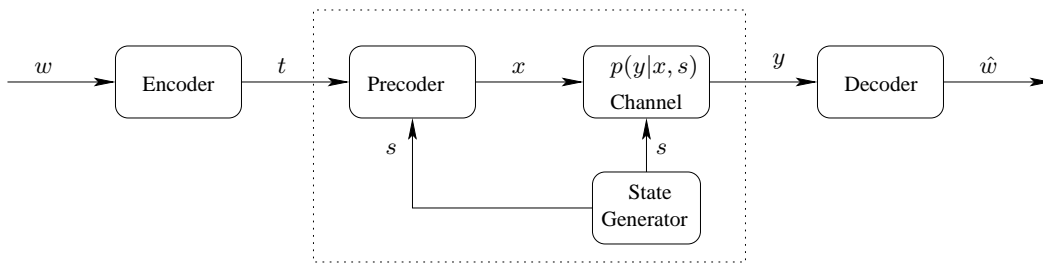 w
Encoder
t
Precoder
x
p(y|x, s)
Channel
y
Decoder
ŵ
s
s
State
Generator